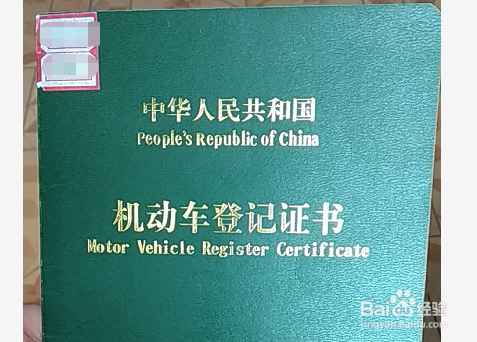 中华人民共和国
People's Republic of China
机动车登记证书
Motor Vehicle Register Certificate
Baidu经验
jingyan.baidu.com